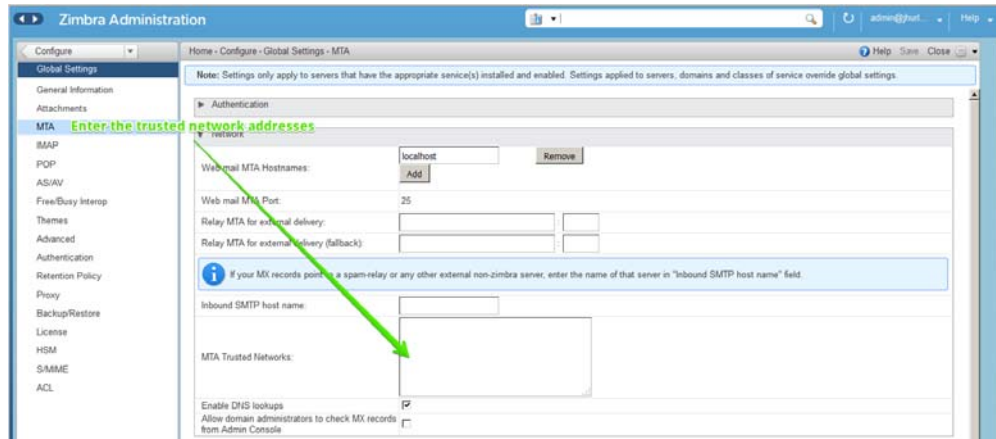 Zimbra Administration
admin@jhurl...
Help
Configure
Home - Configure - Global Settings - MTA
Help Save Close
Global Settings
Note: Settings only apply to servers that have the appropriate service(s) installed and enabled. Settings applied to servers, domains and classes of service override global settings.
General Information
Attachments
Authentication
MTA
Enter the trusted network addresses
Network
IMAP
POP
AS/AV
Free/Busy Interop
Themes
Advanced
Authentication
Retention Policy
Proxy
Backup/Restore
License
HSM
S/MIME
ACL
Web mail MTA Hostnames:
localhost
Remove
Add
Web mail MTA Port:
25
Relay MTA for external delivery:
:
Relay MTA for external delivery (fallback):
:
If your MX records point to a spam-relay or any other external non-zimbra server, enter the name of that server in "Inbound SMTP host name" field.
Inbound SMTP host name:
MTA Trusted Networks:
Enable DNS lookups
Allow domain administrators to check MX records
from Admin Console